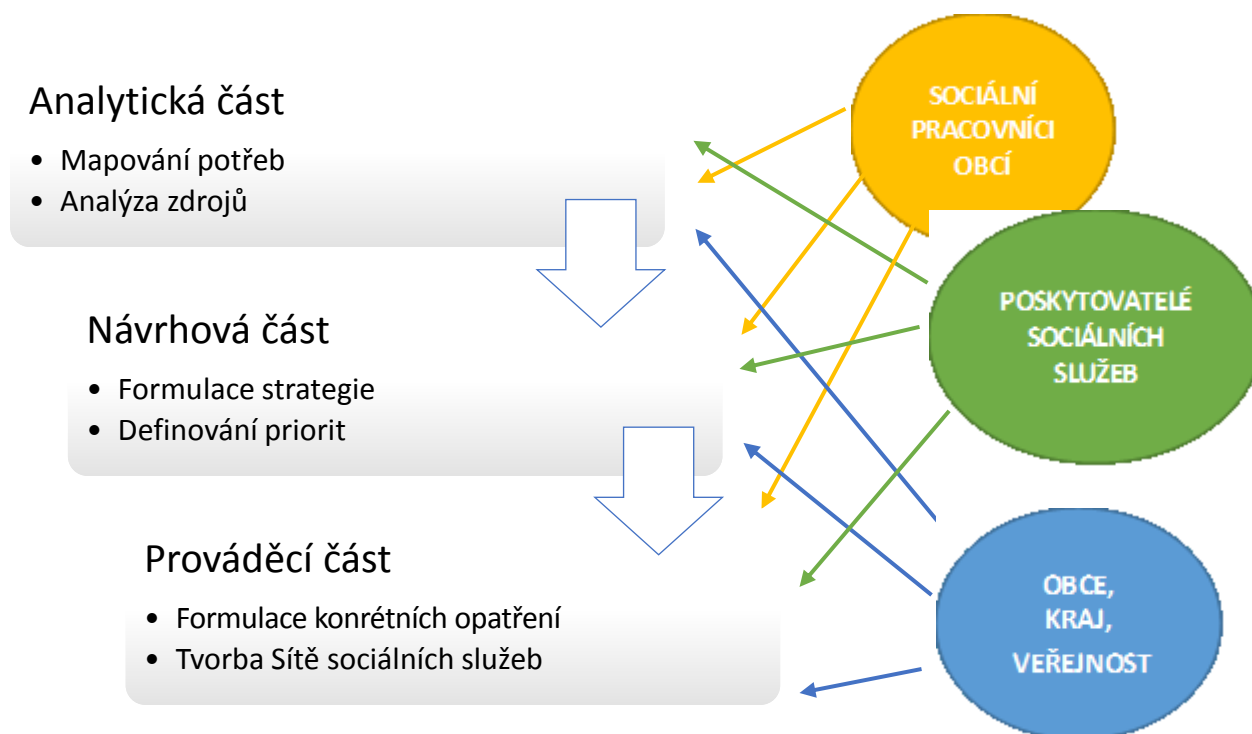 Analytická část
• Mapování potřeb
• Analýza zdrojů
Návrhová část
• Formulace strategie
• Definování priorit
Prováděcí část
• Formulace konrétních opatření
• Tvorba Sítě sociálních služeb
SOCIÁLNÍ
PRACOVNÍCI
OBCÍ
POSKYTOVATELÉ
SOCIÁLNÍCH
SLUŽEB
OBCE,
KRAJ,
VEŘEJNOST